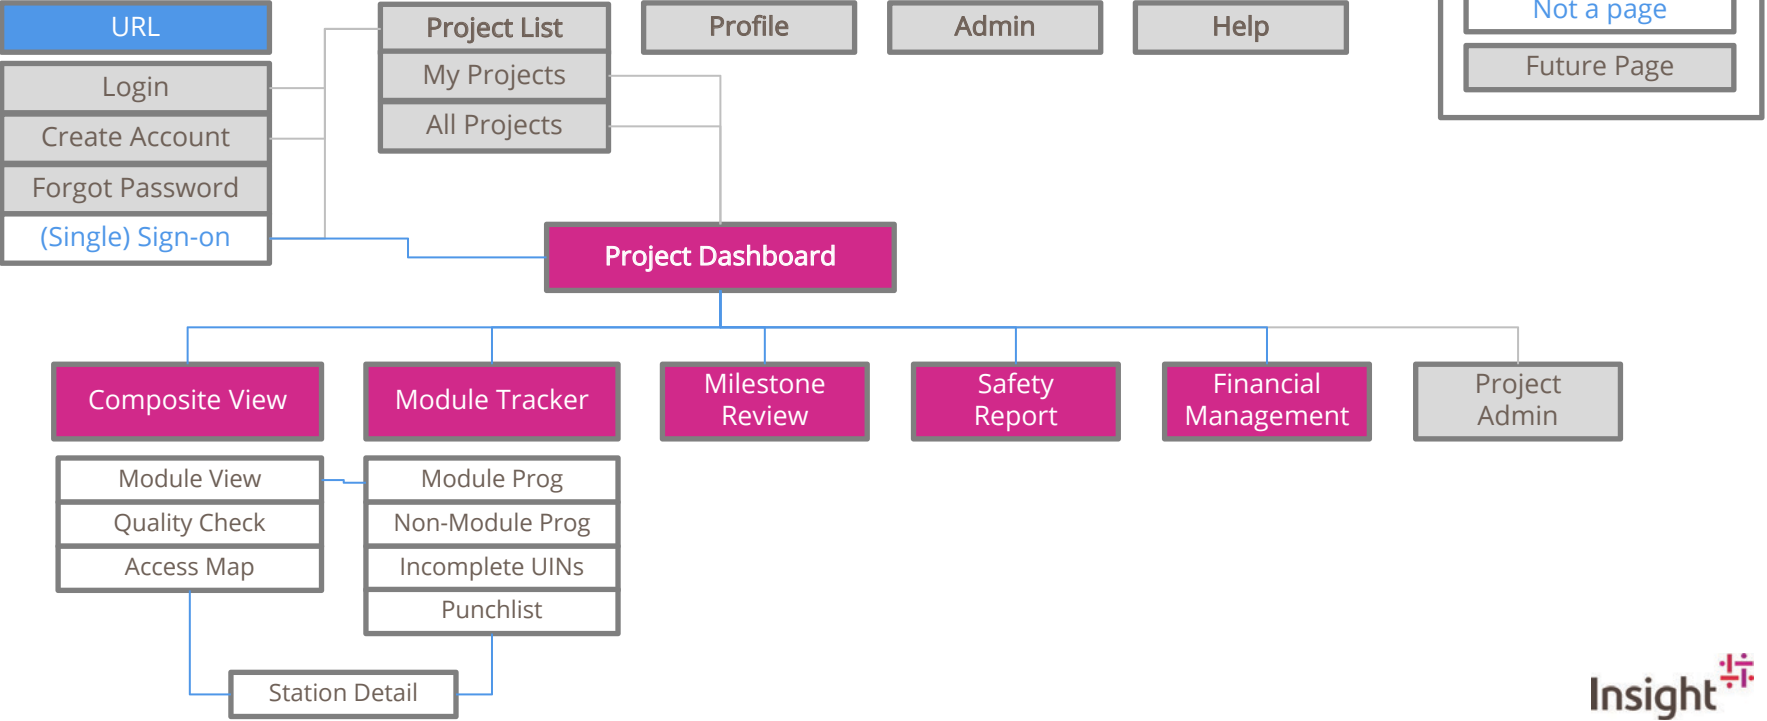 URL
Login
Create Account
Forgot Password
(Single) Sign-on
Project List
My Projects
All Projects
Profile
Admin
Help
Not a page
Future Page
Project Dashboard
Composite View
Module Tracker
Milestone
Review
Safety
Report
Financial
Management
Project
Admin
Module View
Quality Check
Access Map
Module Prog
Non-Module Prog
Incomplete UINs
Punchlist
Station Detail
Insight